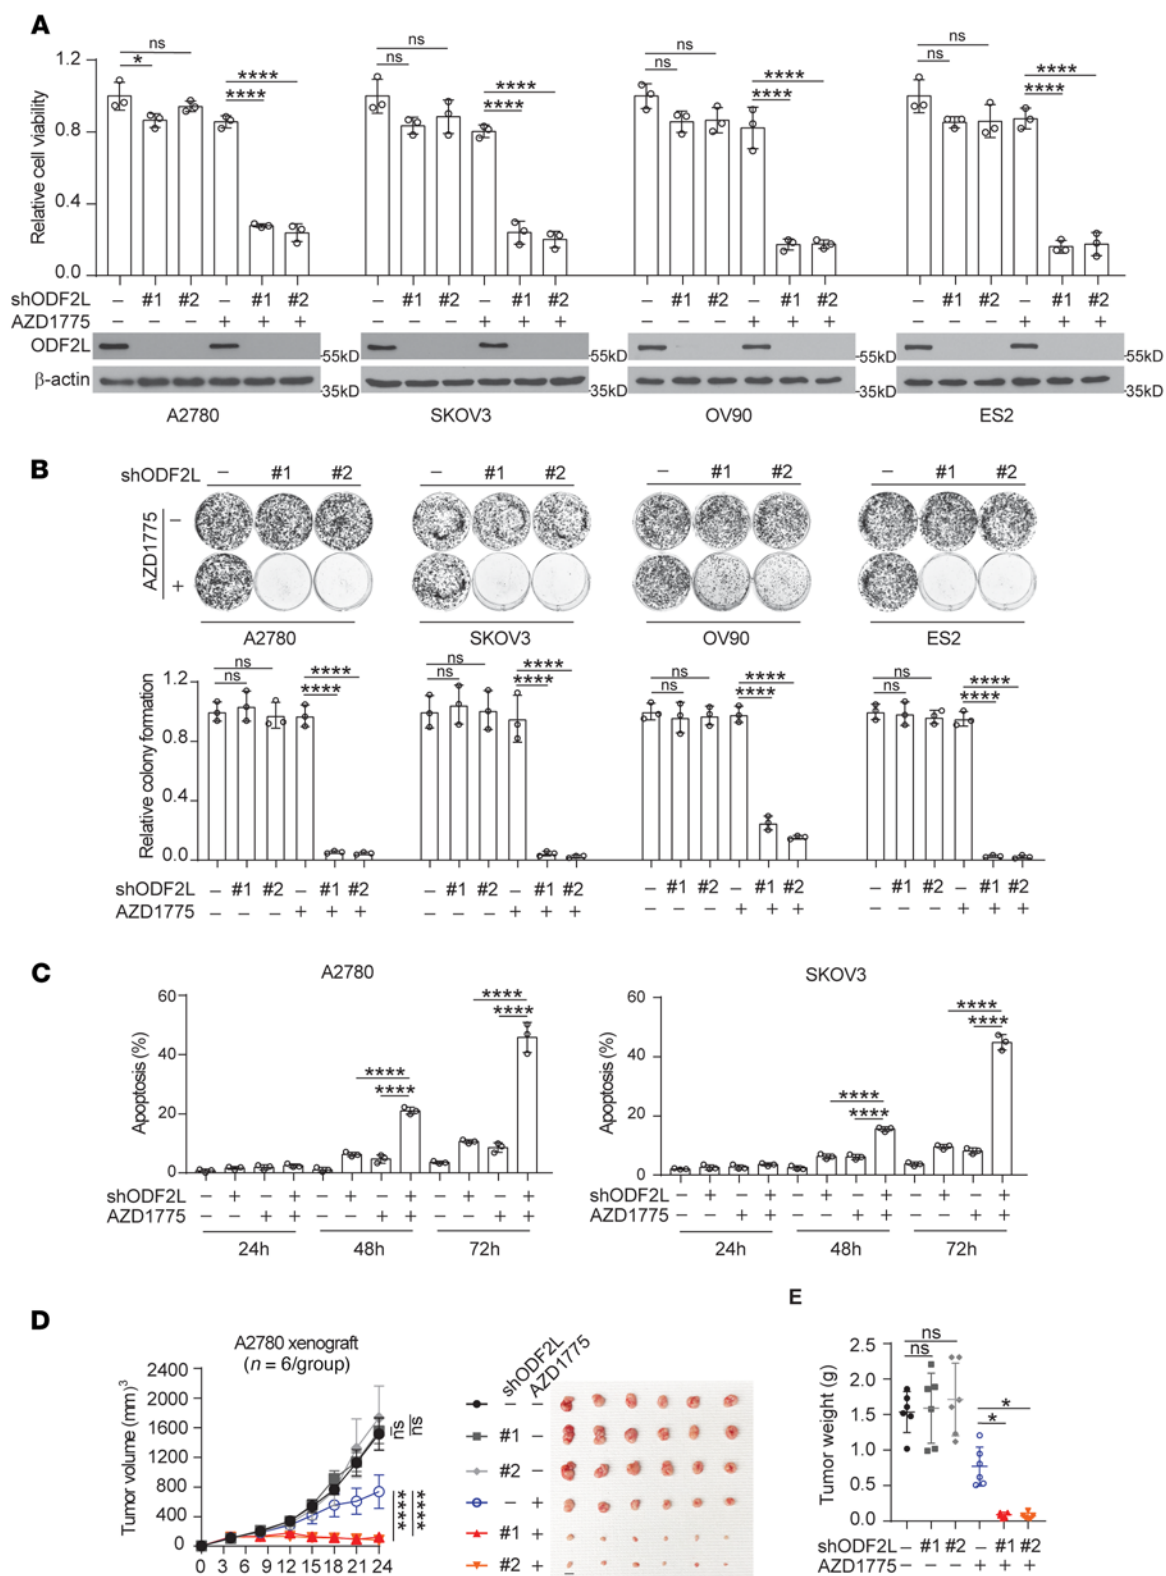 A
ns ns ns ns
* **** **** ns **** **** ns **** **** ns **** ****
Relative cell viability
1.2
0.8
0.4
0.0
shODF2L – #1 #2 – #1 #2 – #1 #2 – #1 #2 – #1 #2 – #1 #2 – #1 #2 – #1 #2
AZD1775 – – – + + + – – – + + + – – – + + + – – – + + +
ODF2L -55kD -55kD -55kD -55kD
β-actin -35kD -35kD -35kD -35kD
A2780 SKOV3 OV90 ES2
B
shODF2L – #1 #2 – #1 #2 – #1 #2 – #1 #2
AZD1775
–
+
A2780 SKOV3 OV90 ES2
ns **** ns **** ns **** ns ****
ns **** ns **** ns **** ns ****
Relative colony formation
1.2
0.8
0.4
0.0
shODF2L – #1 #2 – #1 #2 – #1 #2 – #1 #2 – #1 #2 – #1 #2 – #1 #2 – #1 #2
AZD1775 – – – + + + – – – + + + – – – + + + – – – + + +
C
A2780
Apoptosis (%)
60
40
20
0
**** **** **** ****
shODF2L – + – + – + – + – + – +
AZD1775 – – + + – – + + – – + +
24h 48h 72h
SKOV3
Apoptosis (%)
60
40
20
0
**** **** **** ****
shODF2L – + – + – + – + – + – +
AZD1775 – – + + – – + + – – + +
24h 48h 72h
D
A2780 xenograft
(n = 6/group)
Tumor volume (mm)³
2400
2000
1600
1200
800
400
0
0 3 6 9 12 15 18 21 24
ns ns
**** ****
shODF2L AZD1775
– –
#1 –
#2 –
– +
#1 +
#2 +
E
Tumor weight (g)
2.5
2.0
1.5
1.0
0.5
0.0
ns
ns
*
*
shODF2L – #1 #2 – #1 #2
AZD1775 – – – + + +